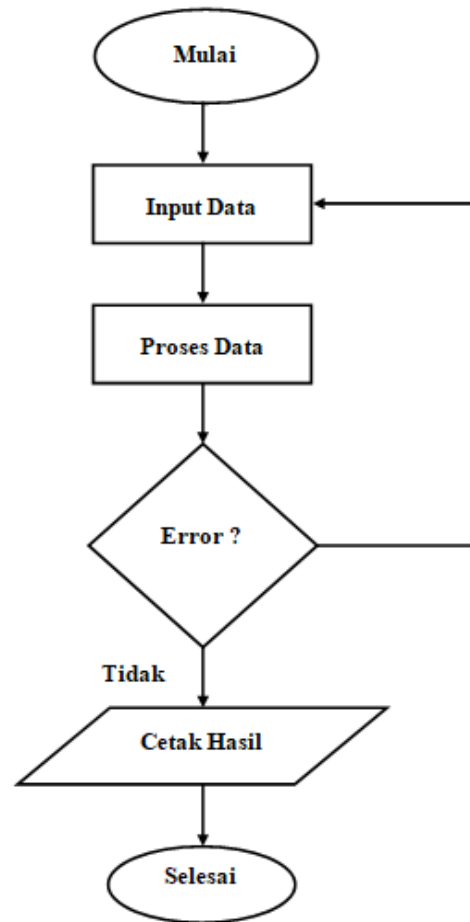 Mulai
Input Data
Proses Data
Error ?
Tidak
Cetak Hasil
Selesai